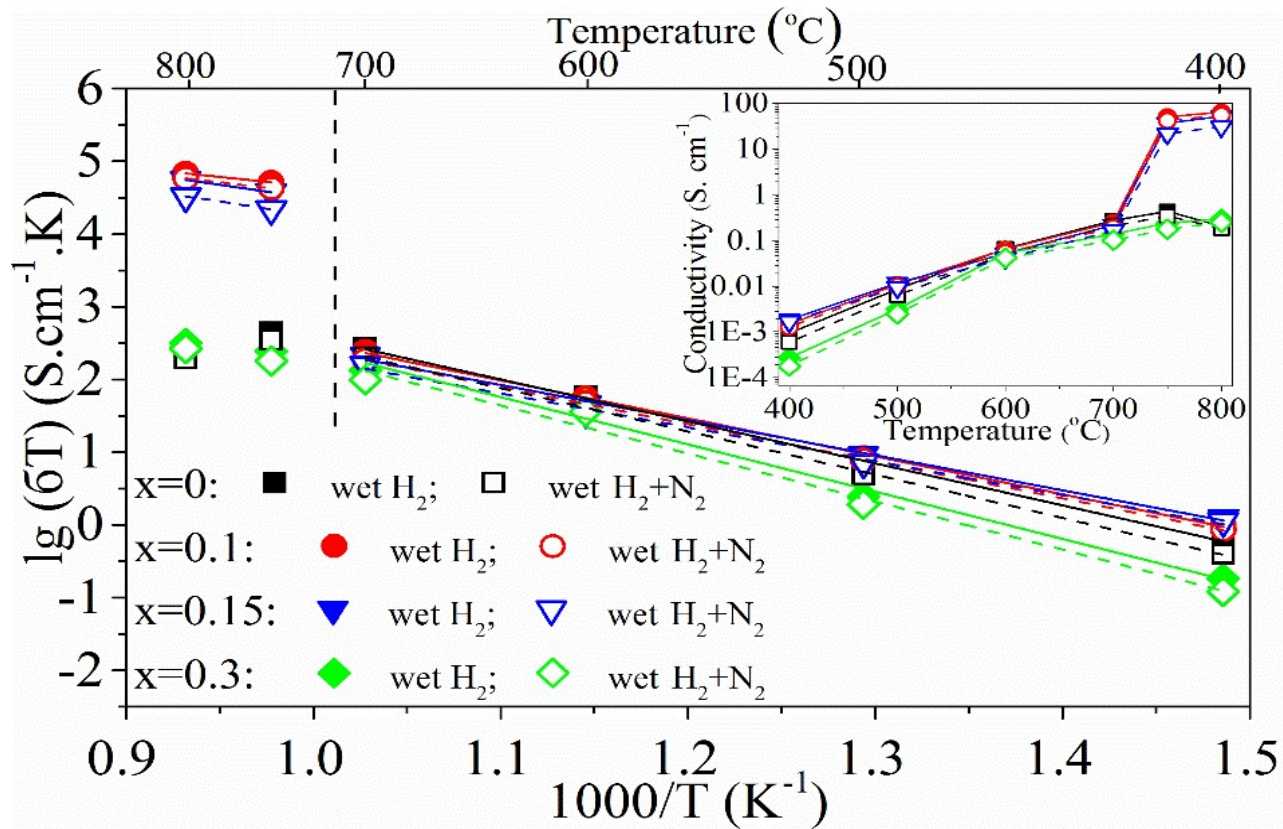 Temperature (°C)
800 700 600 500 400
lg (σT) (S.cm⁻¹.K)
6
5
4
3
2
1
0
-1
-2
Conductivity (S. cm⁻¹)
100
10
1
0.1
0.01
1E-3
1E-4
400 500 600 700 800
Temperature (°C)
x=0: wet H₂; wet H₂+N₂
x=0.1: wet H₂; wet H₂+N₂
x=0.15: wet H₂; wet H₂+N₂
x=0.3: wet H₂; wet H₂+N₂
0.9 1.0 1.1 1.2 1.3 1.4 1.5
1000/T (K⁻¹)